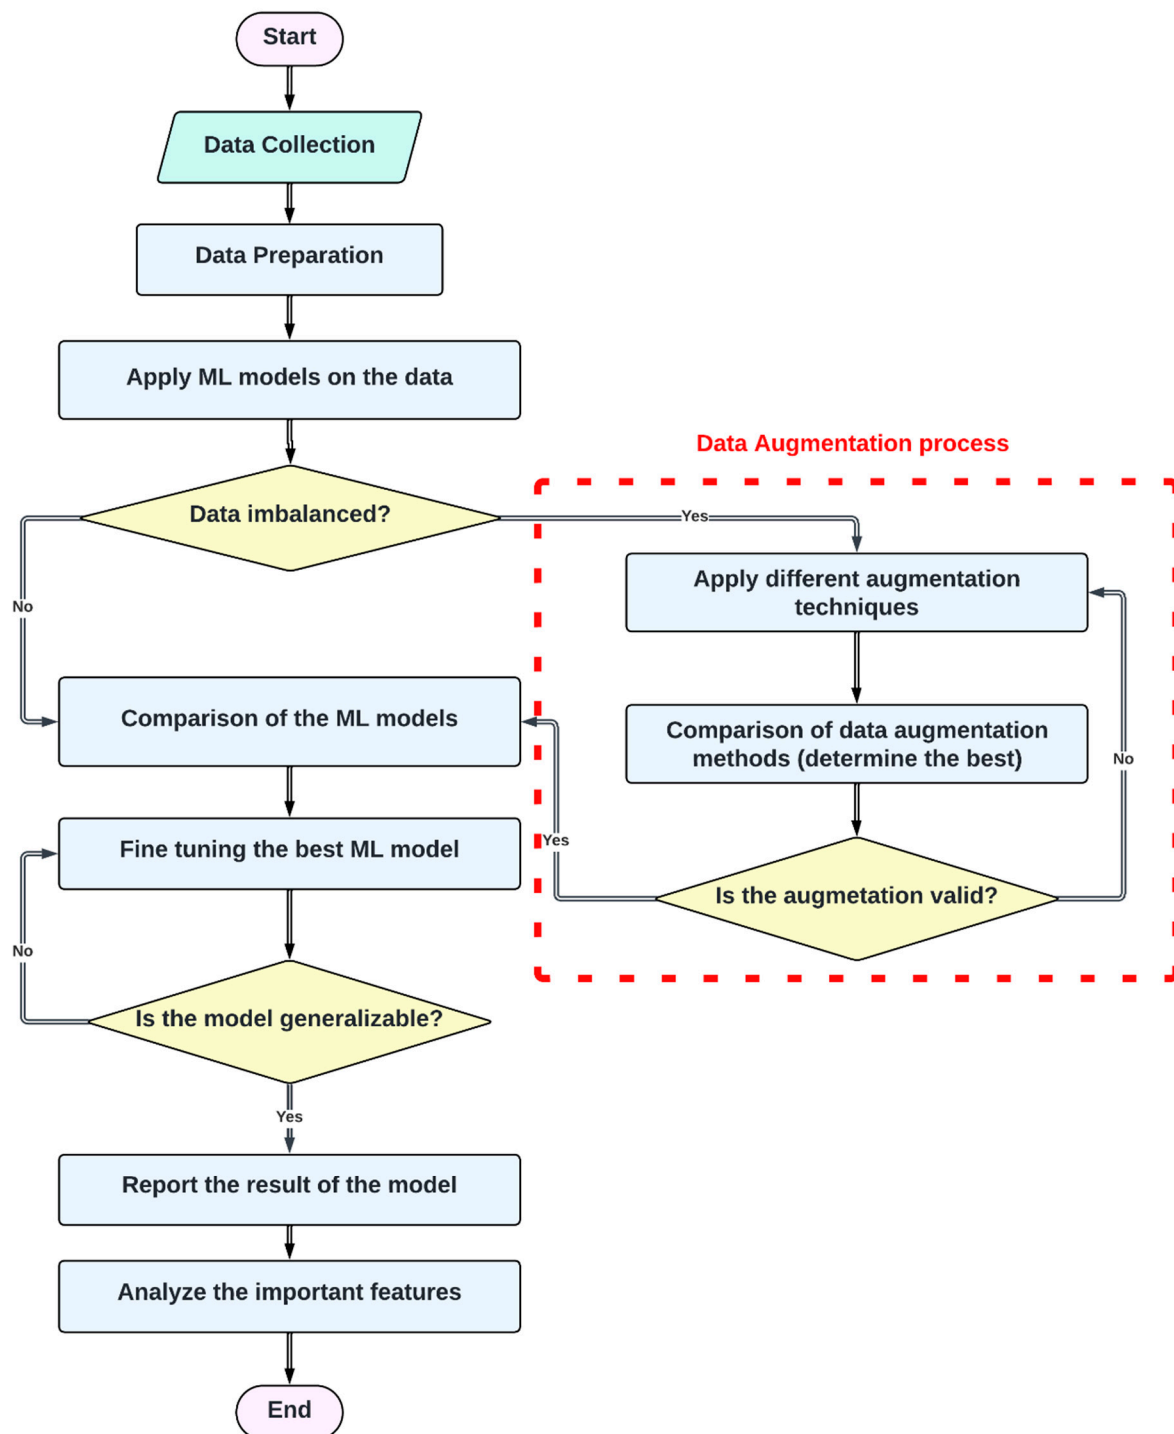 Start
Data Collection
Data Preparation
Apply ML models on the data
Data Augmentation process
Data imbalanced?
Yes
Apply different augmentation
techniques
No
Comparison of the ML models
Comparison of data augmentation
methods (determine the best)
No
Fine tuning the best ML model
Yes
Is the augmetation valid?
No
Is the model generalizable?
Yes
Report the result of the model
Analyze the important features
End